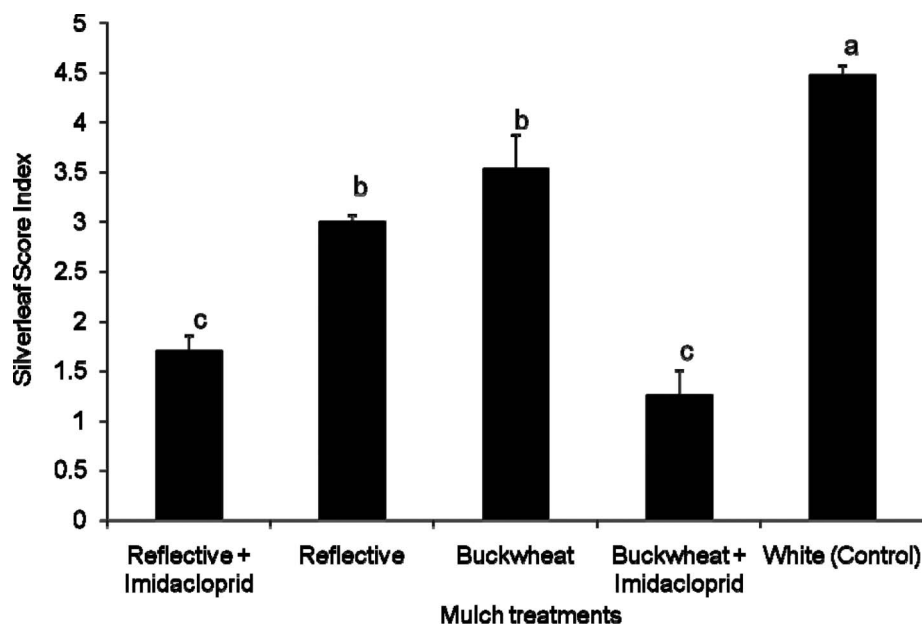 Silverleaf Score Index
5
4.5
4
3.5
3
2.5
2
1.5
1
0.5
0
c
b
b
c
a
Reflective + Imidacloprid
Reflective
Buckwheat
Buckwheat + Imidacloprid
White (Control)
Mulch treatments